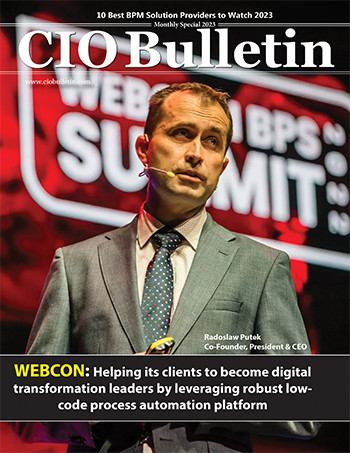 10 Best BPM Solution Providers to Watch 2023
Monthly Special 2023
CIO Bulletin
www.ciobulletin.com
WEBCON BPS
SUMMIT
2022
Radoslaw Putek
Co-Founder, President & CEO
WEBCON: Helping its clients to become digital
transformation leaders by leveraging robust low-
code process automation platform